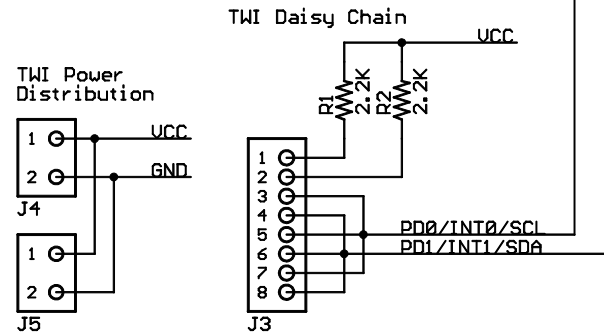 TWI Daisy Chain
VCC
TWI Power
Distribution
R1
2.2K
R2
2.2K
1
VCC
2
GND
J4
1
2
3
4
5
6
7
8
PD0/INT0/SCL
PD1/INT1/SDA
1
2
J5
J3